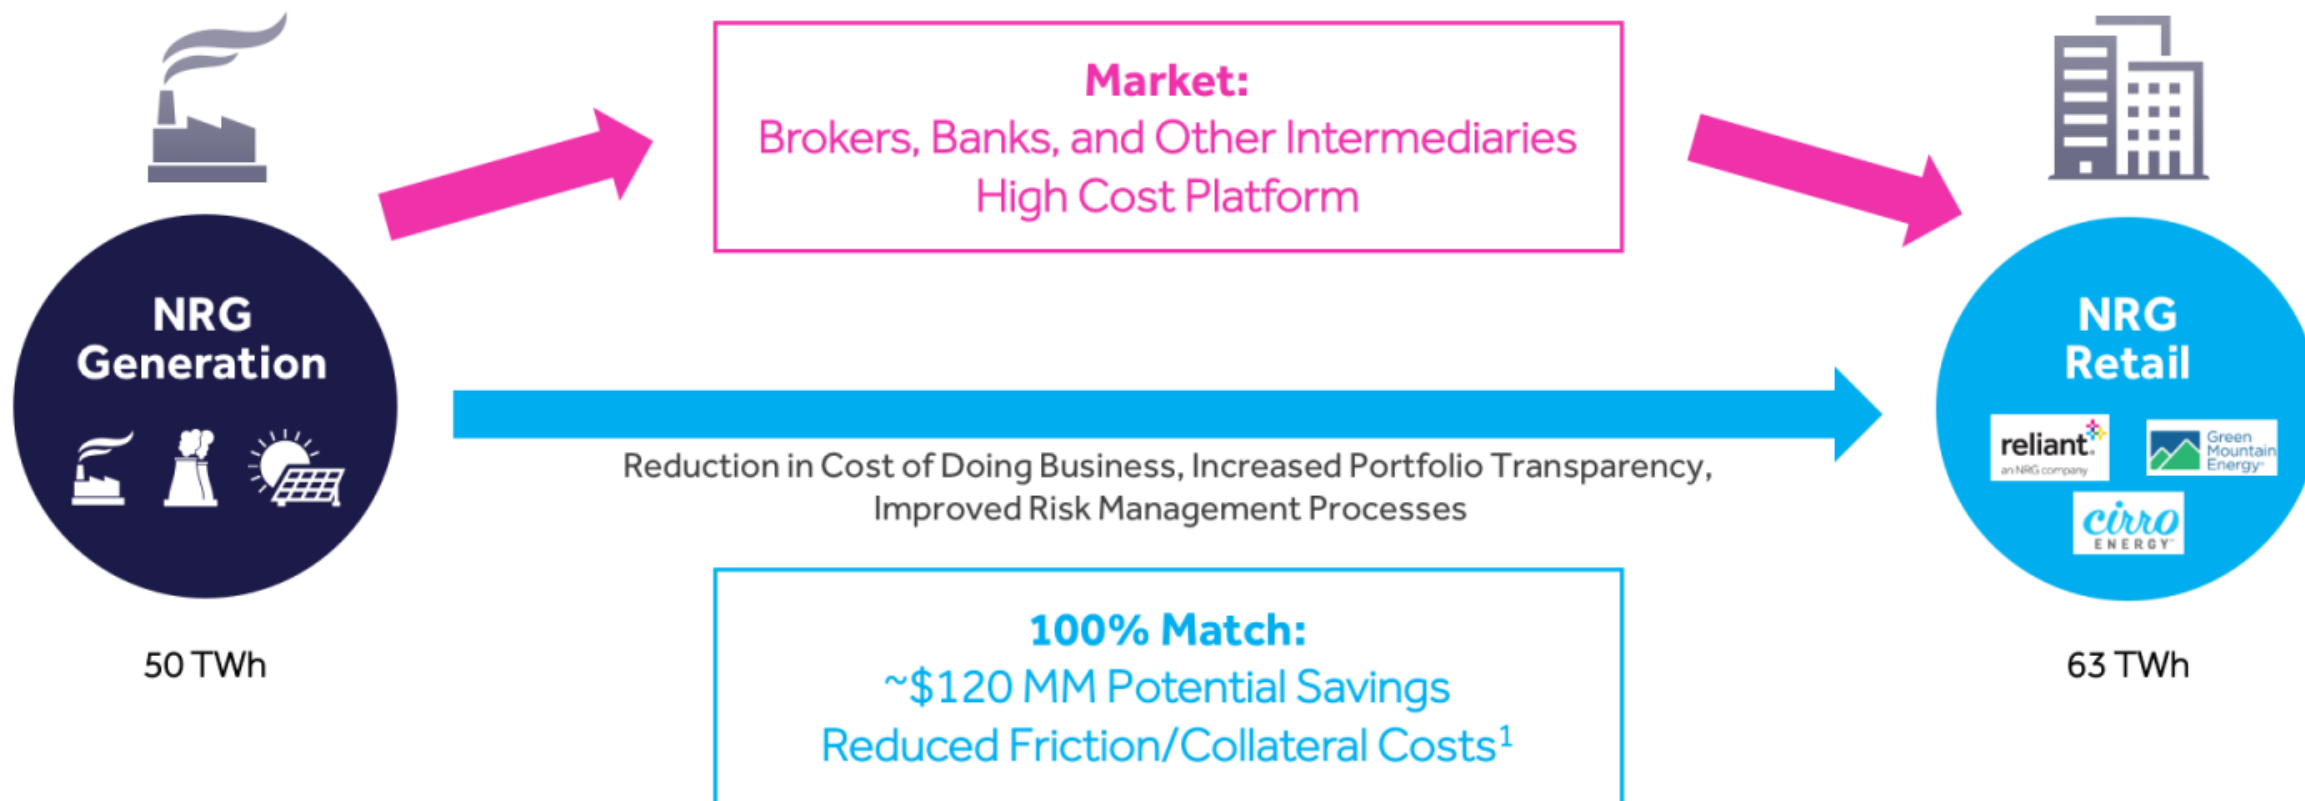 Market:
Brokers, Banks, and Other Intermediaries
High Cost Platform
NRG
Generation
NRG
Retail
reliant
an NRG company
Green
Mountain
Energy
cirro
ENERGY
Reduction in Cost of Doing Business, Increased Portfolio Transparency,
Improved Risk Management Processes
50 TWh
100% Match:
~$120 MM Potential Savings
Reduced Friction/Collateral Costs¹
63 TWh